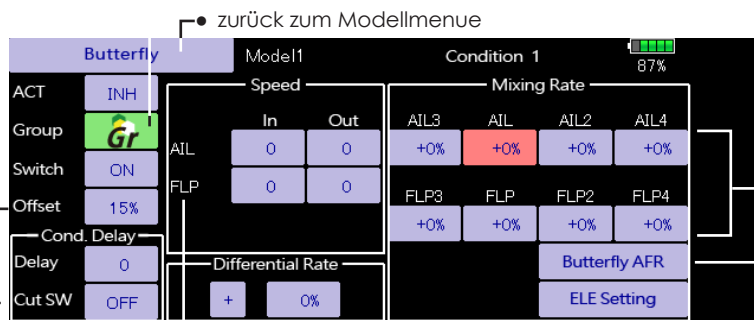 zurück zum Modellmenue
Butterfly Model1 Condition 1 87%
ACT INH
Group Gr
Switch ON
Offset 15%
Cond. Delay
Delay 0
Cut SW OFF
Speed
In Out
AIL 0 0
FLP 0 0
Differential Rate
+ 0%
Mixing Rate
AIL3 AIL AIL2 AIL4
+0% +0% +0% +0%
FLP3 FLP FLP2 FLP4
+0% +0% +0% +0%
Butterfly AFR
ELE Setting